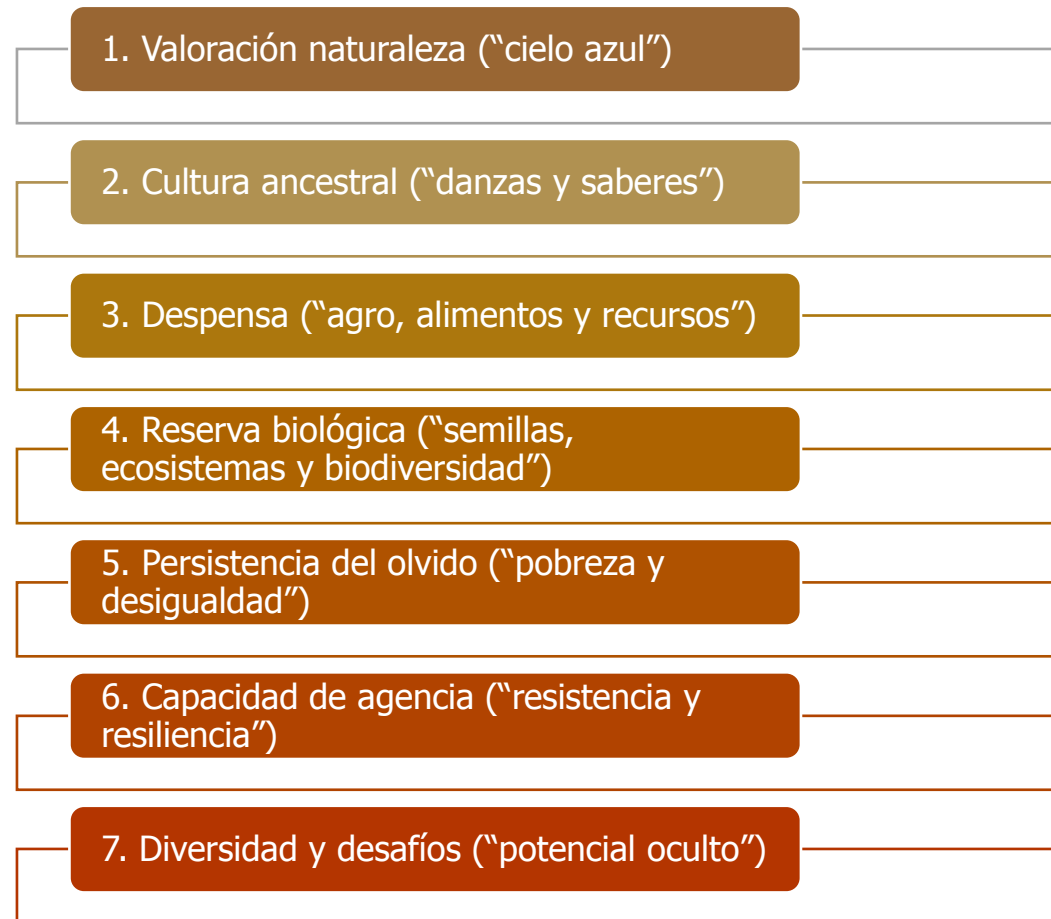 1. Valoración naturaleza (“cielo azul”)
2. Cultura ancestral (“danzas y saberes”)
3. Despensa (“agro, alimentos y recursos”)
4. Reserva biológica (“semillas,
ecosistemas y biodiversidad”)
5. Persistencia del olvido (“pobreza y
desigualdad”)
6. Capacidad de agencia (“resistencia y
resiliencia”)
7. Diversidad y desafíos (“potencial oculto”)